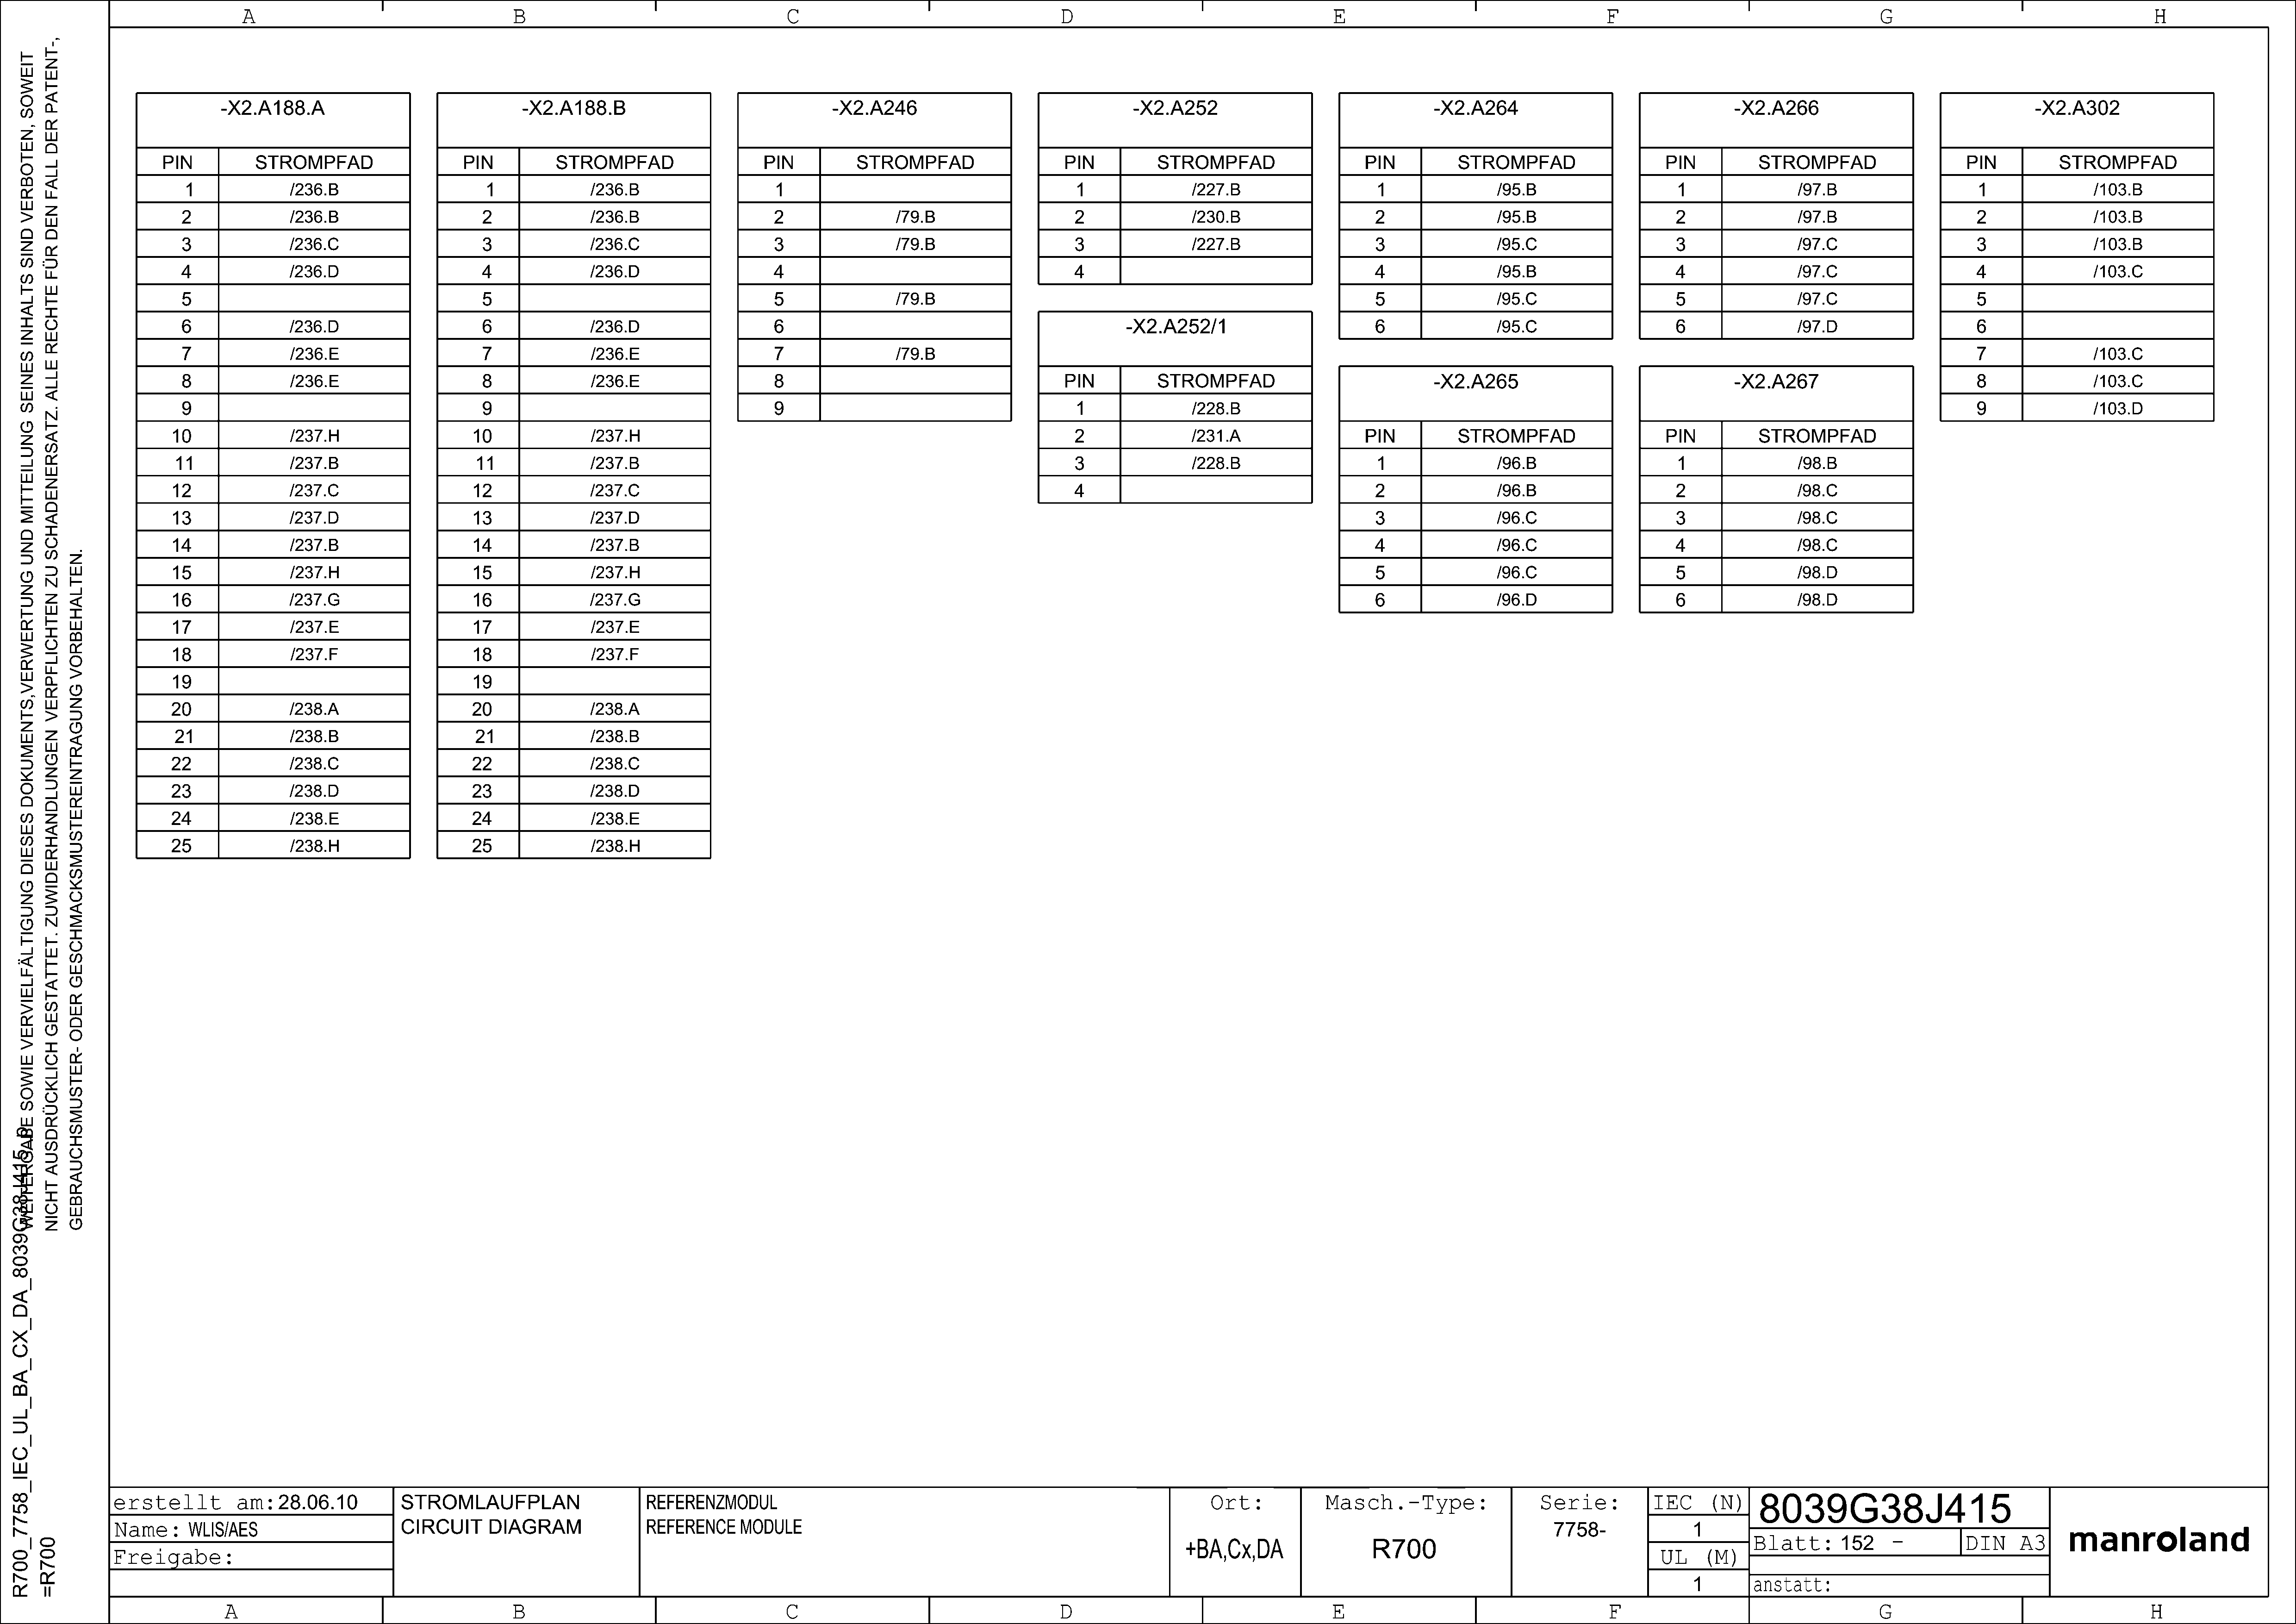 A B C D E F G H
-X2.A188.A
PIN STROMPFAD
1 /236.B
2 /236.B
3 /236.C
4 /236.D
5
6 /236.D
7 /236.E
8 /236.E
9
10 /237.H
11 /237.B
12 /237.C
13 /237.D
14 /237.B
15 /237.H
16 /237.G
17 /237.E
18 /237.F
19
20 /238.A
21 /238.B
22 /238.C
23 /238.D
24 /238.E
25 /238.H
-X2.A188.B
PIN STROMPFAD
1 /236.B
2 /236.B
3 /236.C
4 /236.D
5
6 /236.D
7 /236.E
8 /236.E
9
10 /237.H
11 /237.B
12 /237.C
13 /237.D
14 /237.B
15 /237.H
16 /237.G
17 /237.E
18 /237.F
19
20 /238.A
21 /238.B
22 /238.C
23 /238.D
24 /238.E
25 /238.H
-X2.A246
PIN STROMPFAD
1
2 /79.B
3 /79.B
4
5 /79.B
6
7 /79.B
8
9
-X2.A252
PIN STROMPFAD
1 /227.B
2 /230.B
3 /227.B
4
-X2.A252/1
PIN STROMPFAD
1 /228.B
2 /231.A
3 /228.B
4
-X2.A264
PIN STROMPFAD
1 /95.B
2 /95.B
3 /95.C
4 /95.B
5 /95.C
6 /95.C
-X2.A265
PIN STROMPFAD
1 /96.B
2 /96.B
3 /96.C
4 /96.C
5 /96.C
6 /96.D
-X2.A266
PIN STROMPFAD
1 /97.B
2 /97.B
3 /97.C
4 /97.C
5 /97.C
6 /97.D
-X2.A267
PIN STROMPFAD
1 /98.B
2 /98.C
3 /98.C
4 /98.C
5 /98.D
6 /98.D
-X2.A302
PIN STROMPFAD
1 /103.B
2 /103.B
3 /103.B
4 /103.C
5
6
7 /103.C
8 /103.C
9 /103.D
WEITERGABE SOWIE VERVIELFÄLTIGUNG DIESES DOKUMENTS,VERWERTUNG UND MITTEILUNG SEINES INHALTS SIND VERBOTEN, SOWEIT
NICHT AUSDRÜCKLICH GESTATTET. ZUWIDERHANDLUNGEN VERPFLICHTEN ZU SCHADENERSATZ. ALLE RECHTE FÜR DEN FALL DER PATENT-,
GEBRAUCHSMUSTER- ODER GESCHMACKSMUSTEREINTRAGUNG VORBEHALTEN.
R700_7758_IEC_UL_BA_CX_DA_8039G38J415_D
=R700
erstellt am: 28.06.10
Name: WLIS/AES
Freigabe:
STROMLAUFPLAN
CIRCUIT DIAGRAM
REFERENZMODUL
REFERENCE MODULE
Ort:
+BA,Cx,DA
Masch.-Type:
R700
Serie:
7758-
IEC (N)
1
UL (M)
1
8039G38J415
Blatt: 152 - DIN A3
anstatt:
manroland
A B C D E F G H